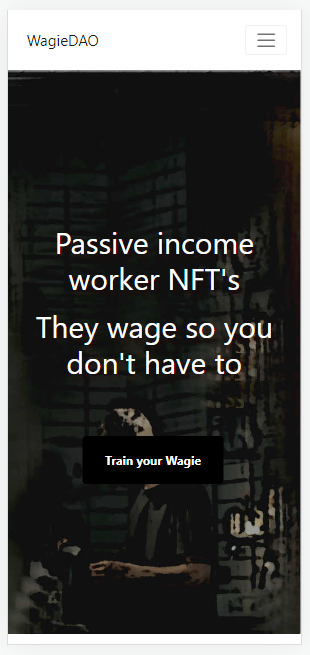 WagieDAO
Passive income
worker NFT's
They wage so you
don't have to
Train your Wagie